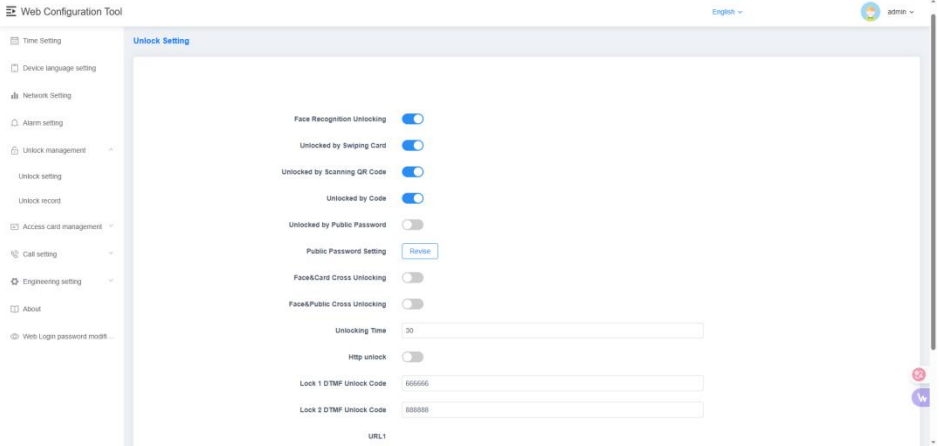 Web Configuration Tool
English
admin
Time Setting
Device language setting
Network Setting
Alarm setting
Unlock management
Unlock setting
Unlock record
Access card management
Call setting
Engineering setting
About
Web Login password modifi...
Unlock Setting
Face Recognition Unlocking
Unlocked by Swiping Card
Unlocked by Scanning QR Code
Unlocked by Code
Unlocked by Public Password
Public Password Setting Revise
Face&Card Cross Unlocking
Face&Public Cross Unlocking
Unlocking Time 30
Http unlock
Lock 1 DTMF Unlock Code 666666
Lock 2 DTMF Unlock Code 888888
URL1